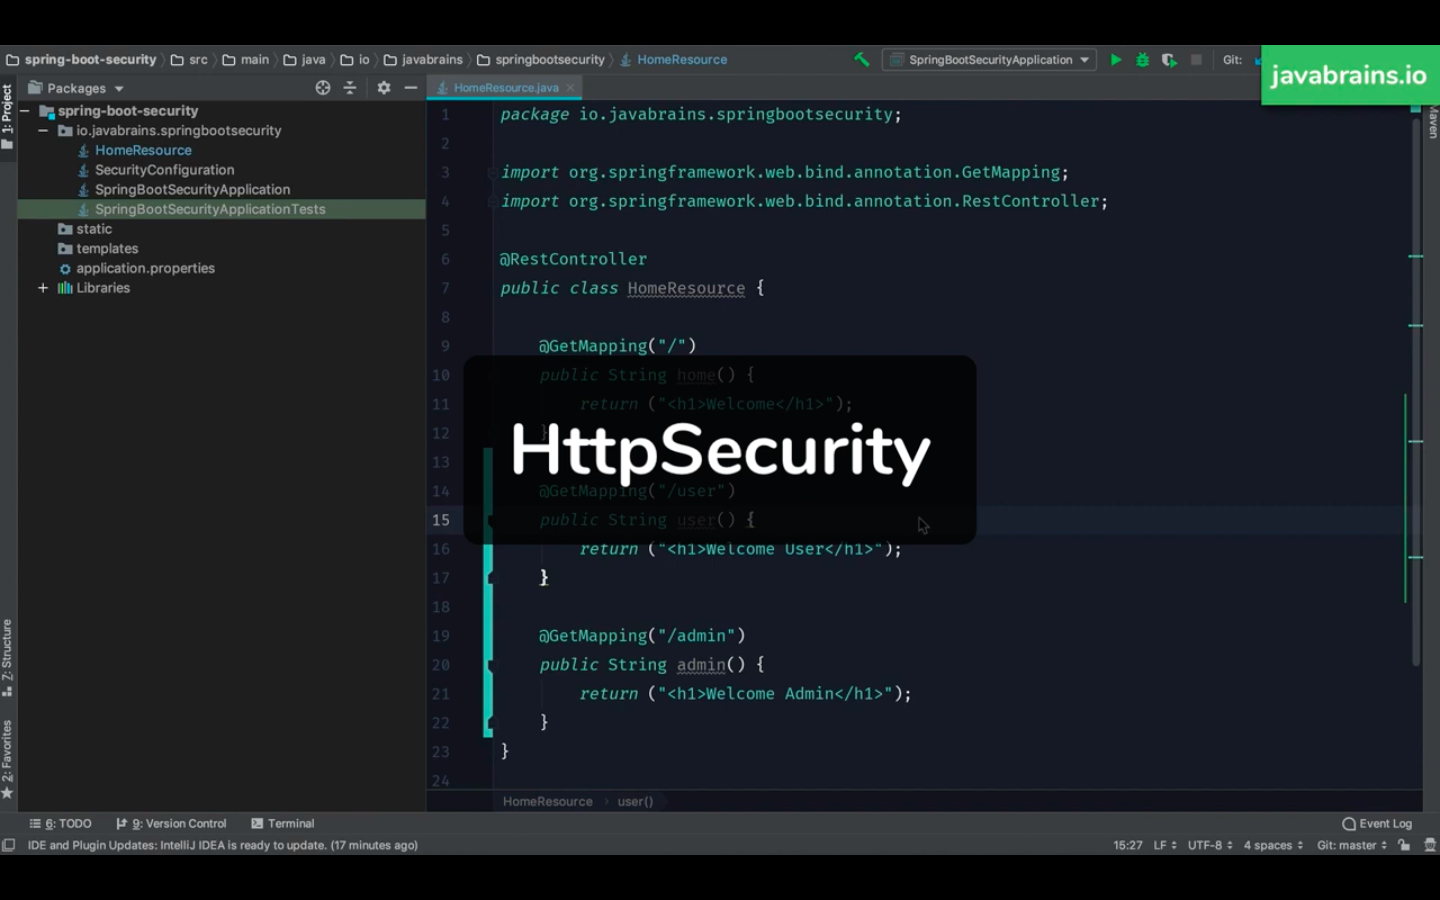 spring-boot-security src main java io javabrains springbootsecurity HomeResource SpringBootSecurityApplication Git:
javabrains.io
1: Project
Packages
HomeResource.java
Maven
spring-boot-security
io.javabrains.springbootsecurity
HomeResource
SecurityConfiguration
SpringBootSecurityApplication
SpringBootSecurityApplicationTests
static
templates
application.properties
Libraries
1 package io.javabrains.springbootsecurity;
2
3 import org.springframework.web.bind.annotation.GetMapping;
4 import org.springframework.web.bind.annotation.RestController;
5
6 @RestController
7 public class HomeResource {
8
9 @GetMapping("/")
10 public String home() {
11 return ("<h1>Welcome</h1>");
12 }
HttpSecurity
13
14 @GetMapping("/user")
15 public String user() {
16 return ("<h1>Welcome User</h1>");
17 }
18
19 @GetMapping("/admin")
20 public String admin() {
21 return ("<h1>Welcome Admin</h1>");
22 }
23 }
24
7: Structure
2: Favorites
HomeResource › user()
6: TODO 9: Version Control Terminal Event Log
IDE and Plugin Updates: IntelliJ IDEA is ready to update. (17 minutes ago) 15:27 LF UTF-8 4 spaces Git: master